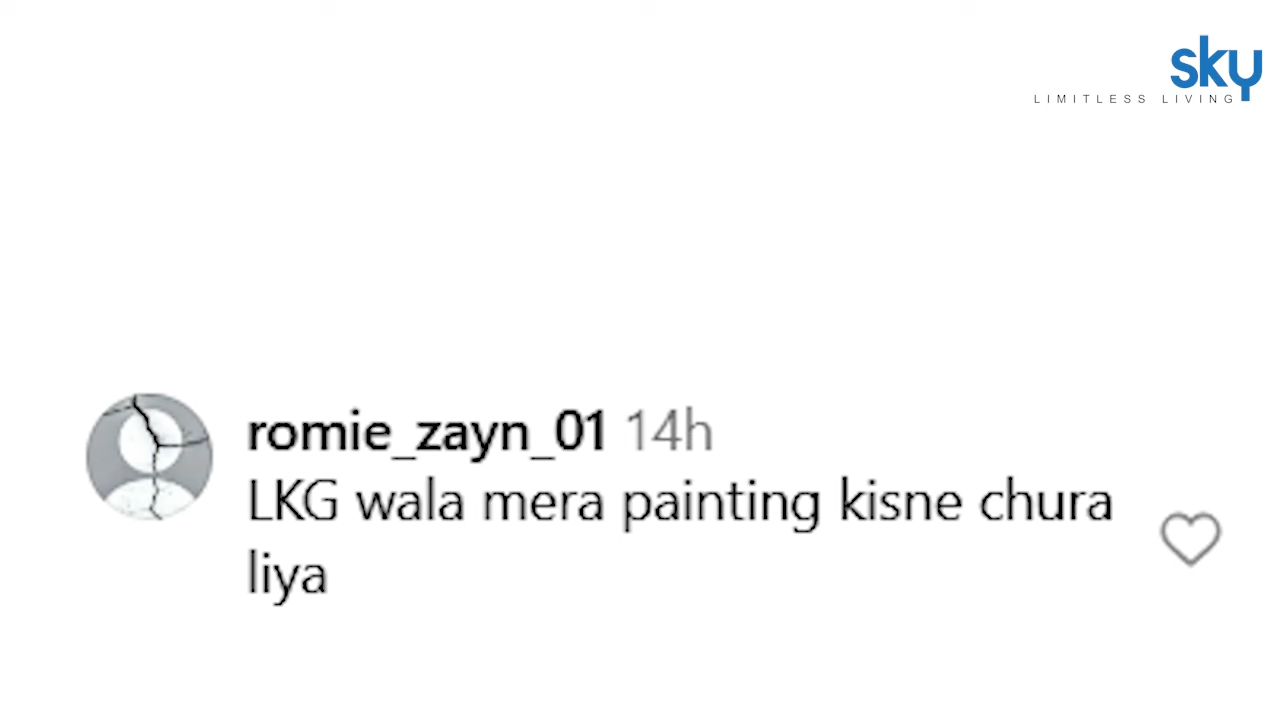 sky
LIMITLESS LIVING
romie_zayn_01 14h
LKG wala mera painting kisne chura
liya